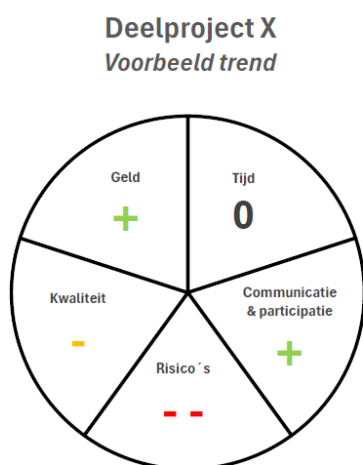 Deelproject X
Voorbeeld trend
Geld
+
Tijd
0
Kwaliteit
-
Communicatie
& participatie
+
Risico´s
- -